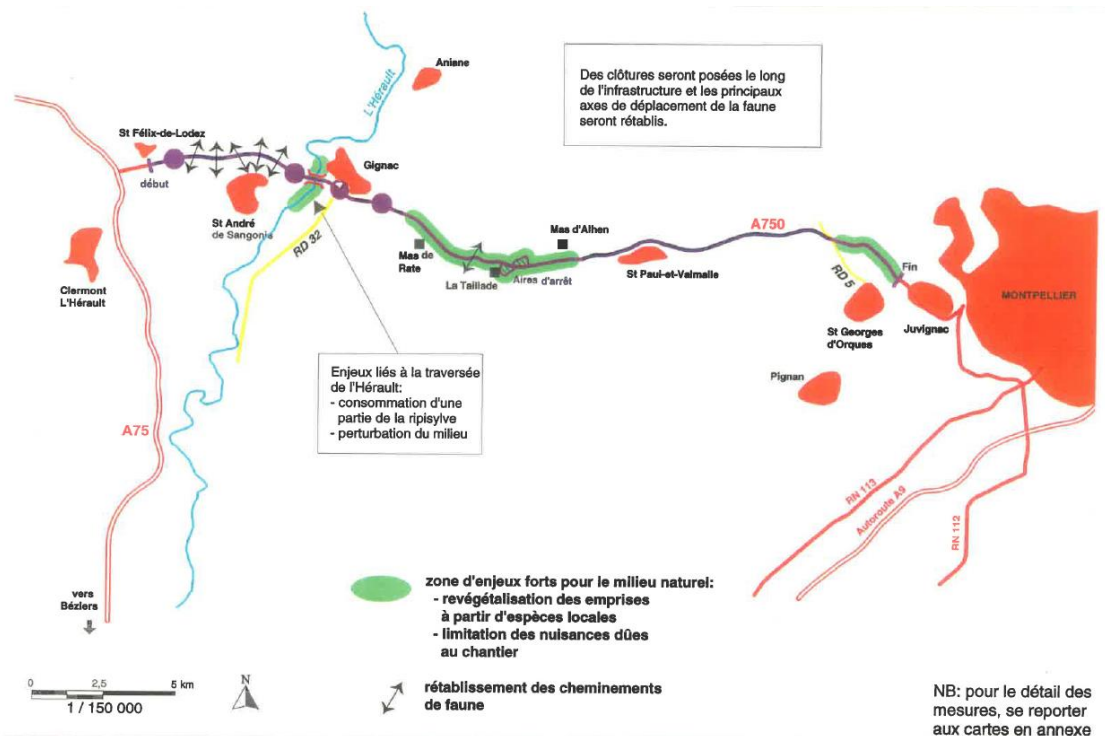 Aniane
L'Hérault
Des clôtures seront posées le long
de l'infrastructure et les principaux
axes de déplacement de la faune
seront rétablis.
St Félix-de-Lodez
début
Gignac
St André
de Sangonis
RD 32
Clermont
L'Hérault
Mas de
Rate
La Taillade
Aires d'arrêt
Mas d'Alhen
A750
St Paul-et-Valmalle
RD 5
Fin
MONTPELLIER
St Georges
d'Orques
Juvignac
Pignan
Enjeux liés à la traversée
de l'Hérault:
- consommation d'une
partie de la ripisylve
- perturbation du milieu
A75
RN 113
Autoroute A9
RN 112
vers
Béziers
zone d'enjeux forts pour le milieu naturel:
- revégétalisation des emprises
à partir d'espèces locales
- limitation des nuisances dûes
au chantier
0 2,5 5 km
1 / 150 000
N
rétablissement des cheminements
de faune
NB: pour le détail des
mesures, se reporter
aux cartes en annexe